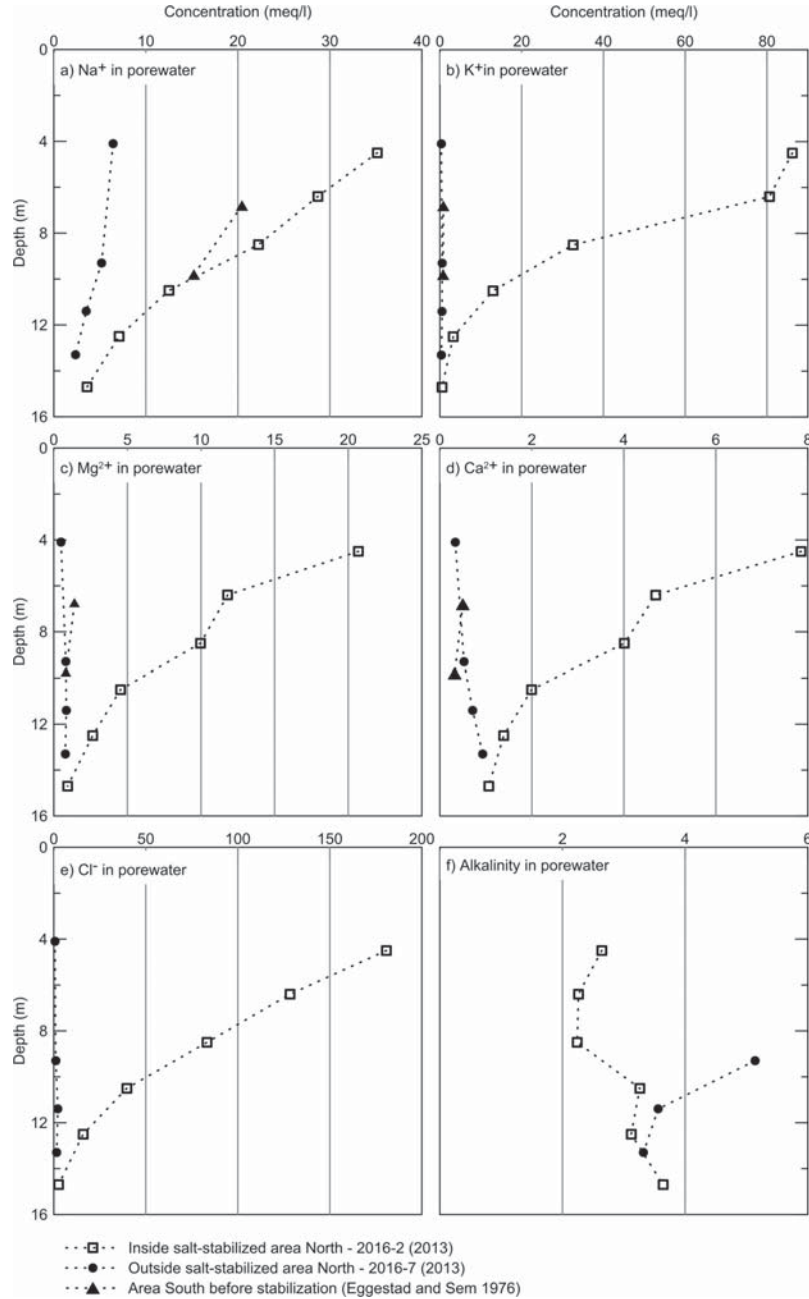 Concentration (meq/l) Concentration (meq/l)
0 10 20 30 40 0 20 40 60 80
0
a) Na+ in porewater b) K+in porewater
4
Depth (m)
8
12
16
0 5 10 15 20 25 0 2 4 6 8
0
c) Mg2+ in porewater d) Ca2+ in porewater
4
Depth (m)
8
12
16
0 50 100 150 200 2 4 6
0
e) Cl- in porewater f) Alkalinity in porewater
4
Depth (m)
8
12
16
Inside salt-stabilized area North - 2016-2 (2013)
Outside salt-stabilized area North - 2016-7 (2013)
Area South before stabilization (Eggestad and Sem 1976)